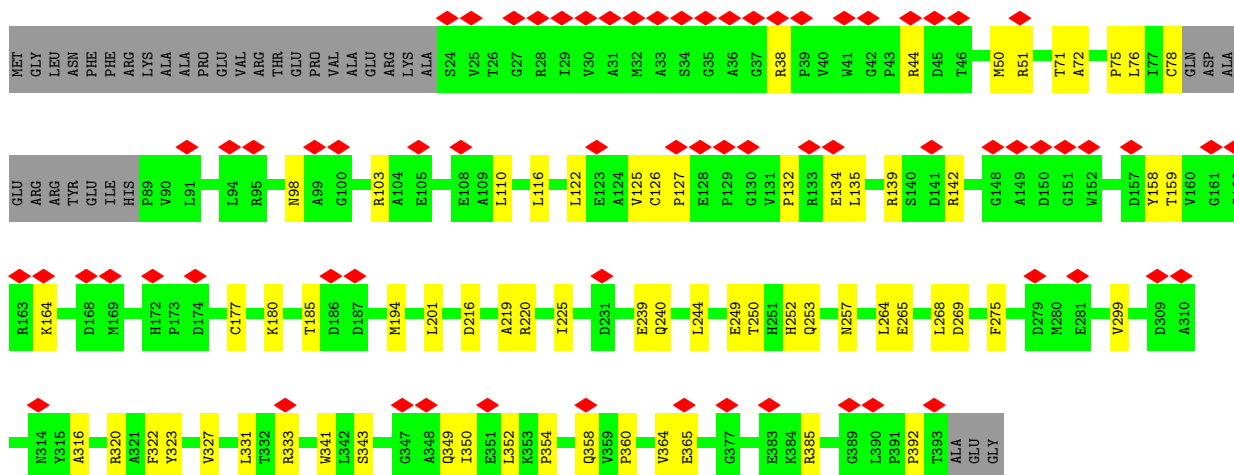 MET GLY LEU ASN PHE PHE ARG LYS ALA ALA PRO GLU VAL ARG THR GLU PRO VAL ALA GLU ARG LYS ALA S24 V25 T26 G27 R28 I29 V30 A31 M32 A33 S34 G35 A36 G37 R38 P39 V40 W41 G42 P43 R44 D45 T46 M50 R51 T71 A72 P75 L76 I77 C78 GLN ASP ALA
GLU ARG ARG TYR GLU ILE HIS P89 V90 L91 L94 R95 N98 A99 G100 R103 A104 E105 E108 A109 L110 L116 L122 E123 A124 V125 C126 P127 E128 P129 G130 V131 P132 R133 E134 L135 R139 S140 D141 R142 G148 A149 D150 G151 W152 D157 Y158 T159 V160 G161
R163 K164 D168 M169 H172 P173 D174 C177 K180 T185 D186 D187 M194 L201 D216 A219 R220 I225 D231 E239 Q240 L244 E249 T250 H251 H252 Q253 N257 L264 E265 L268 D269 F275 D279 M280 E281 V299 D309 A310
N314 Y315 A316 R320 A321 F322 Y323 V327 L331 T332 R333 W341 L342 S343 G347 A348 Q349 I350 E351 L352 K353 P354 Q358 V359 P360 V364 E365 G377 E383 K384 R385 G389 L390 P391 P392 T393 ALA GLU GLY